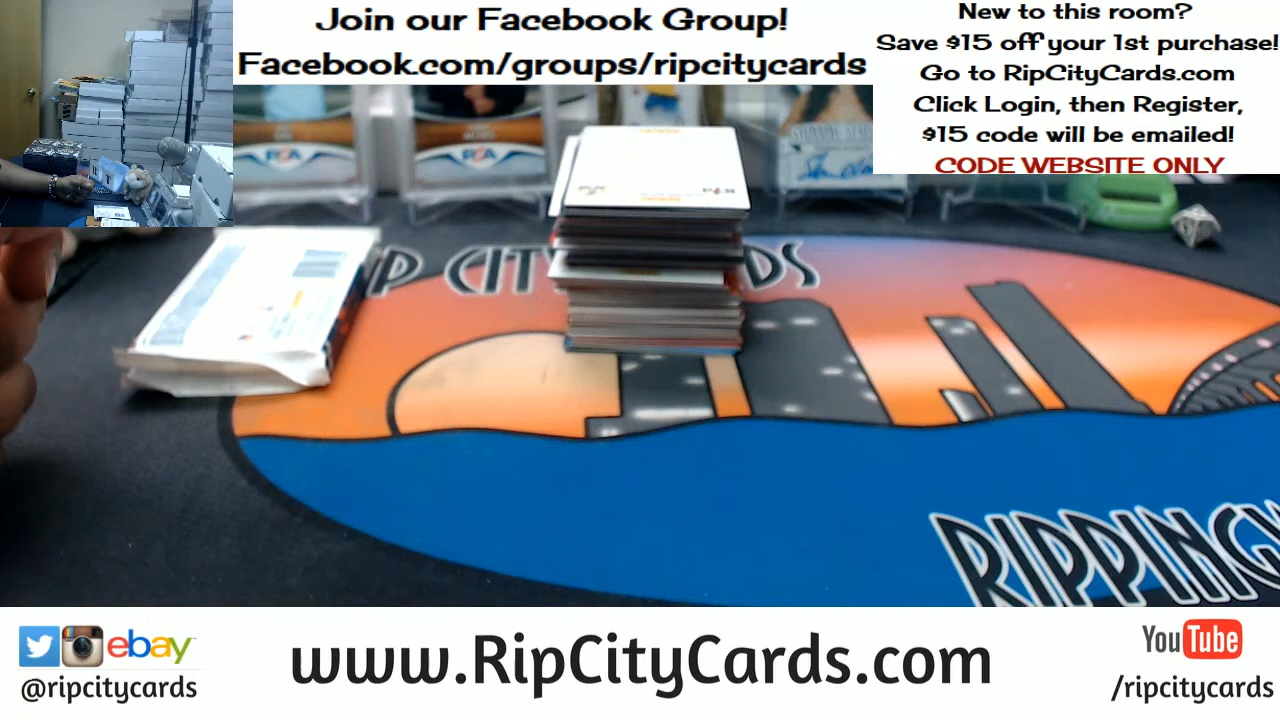 Join our Facebook Group!
Facebook.com/groups/ripcitycards
New to this room?
Save $15 off your 1st purchase!
Go to RipCityCards.com
Click Login, then Register,
$15 code will be emailed!
CODE WEBSITE ONLY
RIPPING
ebay
@ripcitycards
www.RipCityCards.com
YouTube
/ripcitycards